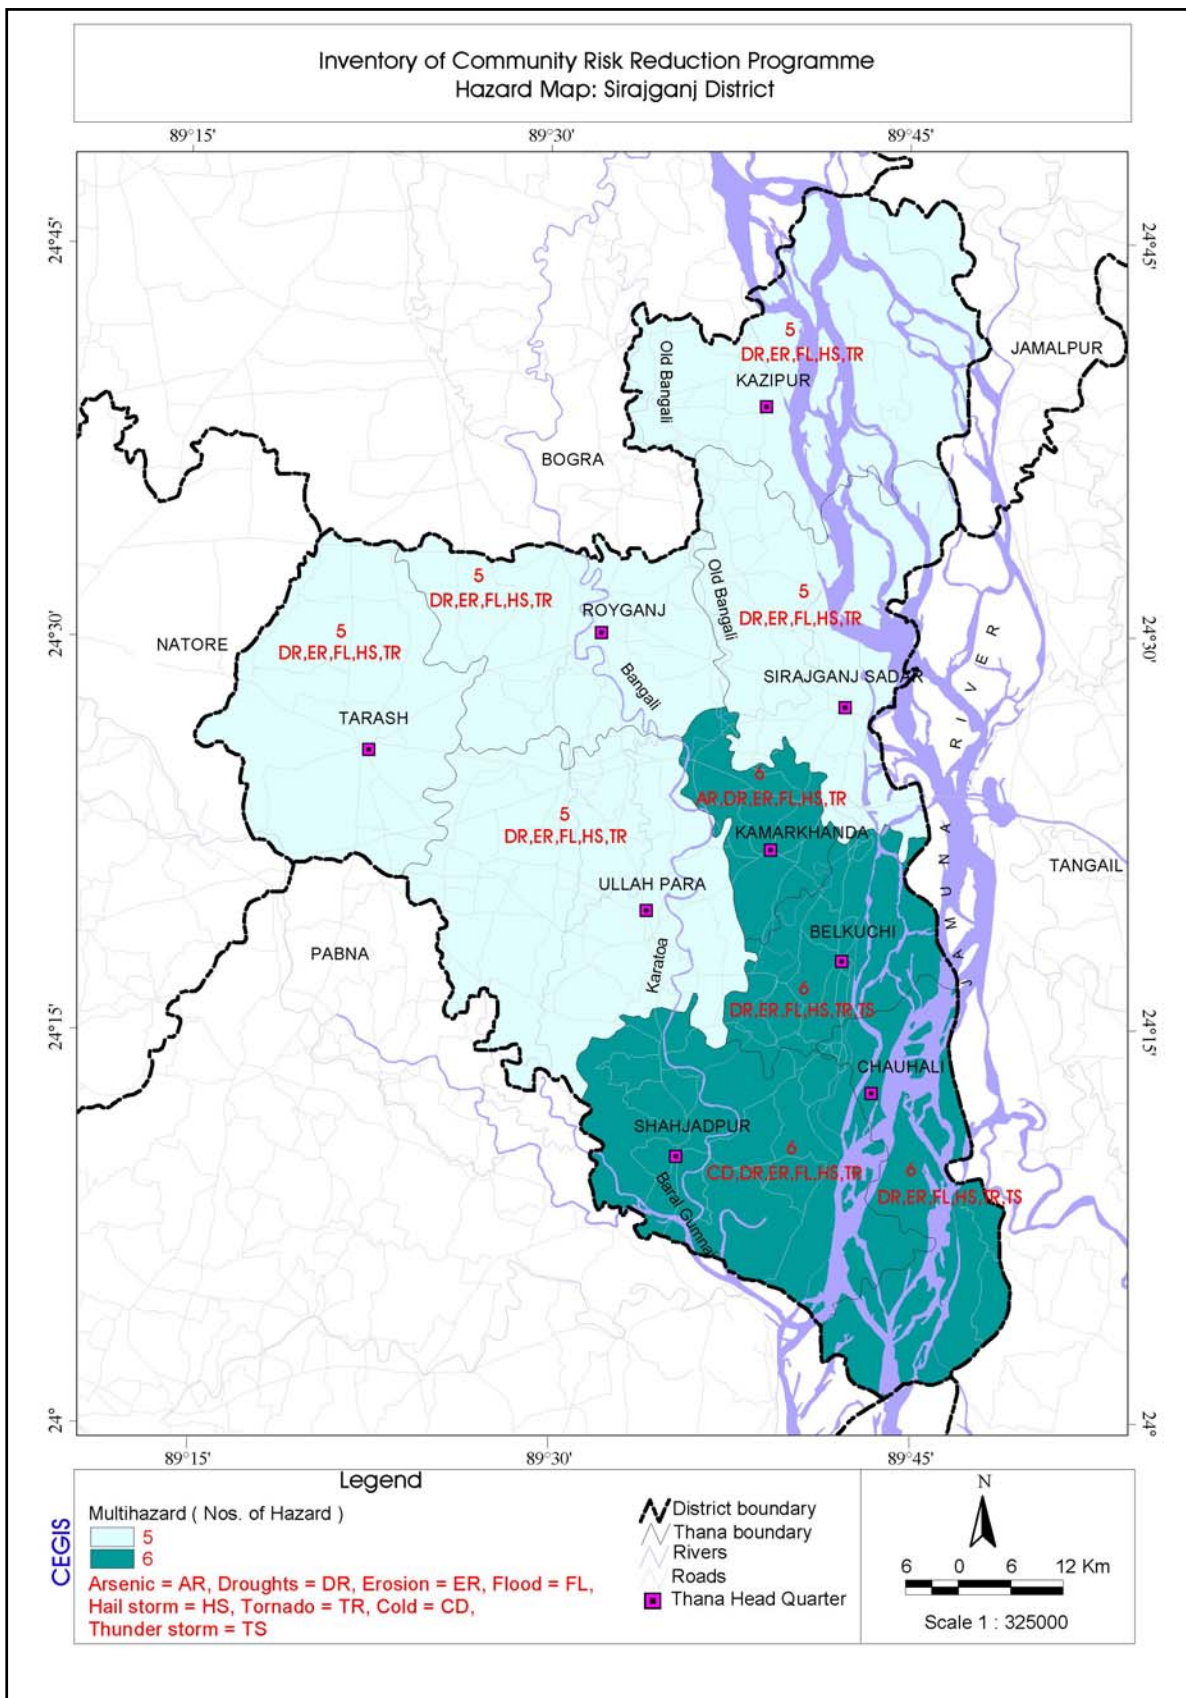 Inventory of Community Risk Reduction Programme
Hazard Map: Sirajganj District
89°15'
89°30'
89°45'
24°45'
24°45'
5
DR,ER,FL,HS,TR
KAZIPUR
Old Bangali
JAMALPUR
BOGRA
5
DR,ER,FL,HS,TR
ROYGANJ
Old Bangali
5
DR,ER,FL,HS,TR
24°30'
24°30'
NATORE
5
DR,ER,FL,HS,TR
TARASH
Bangali
SIRAJGANJ SADAR
JAMUNA RIVER
6
AR,DR,ER,FL,HS,TR
KAMARKHANDA
5
DR,ER,FL,HS,TR
ULLAH PARA
TANGAIL
PABNA
Karatoa
BELKUCHI
6
DR,ER,FL,HS,TR,TS
24°15'
24°15'
CHAUHALI
SHAHJADPUR
6
CD,DR,ER,FL,HS,TR
6
DR,ER,FL,HS,TR,TS
Baral Gumnai
24°
24°
89°15'
89°30'
89°45'
Legend
Multihazard ( Nos. of Hazard )
5
6
Arsenic = AR, Droughts = DR, Erosion = ER, Flood = FL,
Hail storm = HS, Tornado = TR, Cold = CD,
Thunder storm = TS
CEGIS
District boundary
Thana boundary
Rivers
Roads
Thana Head Quarter
N
6 0 6 12 Km
Scale 1 : 325000